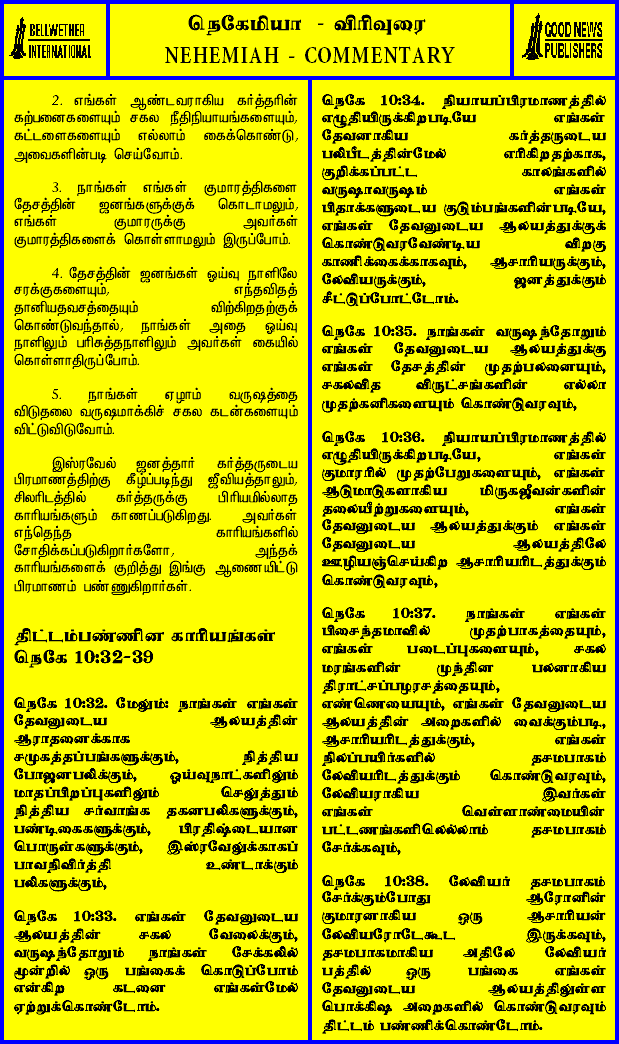 BELLWETHER
INTERNATIONAL
நெகேமியா - விரிவுரை
NEHEMIAH - COMMENTARY
GOOD NEWS
PUBLISHERS
2. எங்கள் ஆண்டவராகிய கர்த்தரின்
கற்பனைகளையும் சகல நீதிநியாயங்களையும்,
கட்டளைகளையும் எல்லாம் கைக்கொண்டு,
அவைகளின்படி செய்வோம்.
3. நாங்கள் எங்கள் குமாரத்திகளை
தேசத்தின் ஜனங்களுக்குக் கொடாமலும்,
எங்கள் குமாரருக்கு அவர்கள்
குமாரத்திகளைக் கொள்ளாமலும் இருப்போம்.
4. தேசத்தின் ஜனங்கள் ஓய்வு நாளிலே
சரக்குகளையும், எந்தவிதத்
தானியதவசத்தையும் விற்கிறதற்குக்
கொண்டுவந்தால், நாங்கள் அதை ஓய்வு
நாளிலும் பரிசுத்தநாளிலும் அவர்கள் கையில்
கொள்ளாதிருப்போம்.
5. நாங்கள் ஏழாம் வருஷத்தை
விடுதலை வருஷமாக்கிச் சகல கடன்களையும்
விட்டுவிடுவோம்.
இஸ்ரவேல் ஜனத்தார் கர்த்தருடைய
பிரமாணத்திற்கு கீழ்ப்படிந்து ஜீவியத்தாலும்,
சிலரிடத்தில் கர்த்தருக்கு பிரியமில்லாத
காரியங்களும் காணப்படுகிறது. அவர்கள்
எந்தெந்த காரியங்களில்
சோதிக்கப்படுகிறார்களோ, அந்தக்
காரியங்களைக் குறித்து இங்கு ஆணையிட்டு
பிரமாணம் பண்ணுகிறார்கள்.
திட்டம்பண்ணின காரியங்கள்
நெகே 10:32-39
நெகே 10:32. மேலும்: நாங்கள் எங்கள்
தேவனுடைய ஆலயத்தின்
ஆராதனைக்காக
சமுகத்தப்பங்களுக்கும், நித்திய
போஜனபலிக்கும், ஓய்வுநாட்களிலும்
மாதப்பிறப்புகளிலும் செலுத்தும்
நித்திய சர்வாங்க தகனபலிகளுக்கும்,
பண்டிகைகளுக்கும், பிரதிஷ்டையான
பொருள்களுக்கும், இஸ்ரவேலுக்காகப்
பாவநிவிர்த்தி உண்டாக்கும்
பலிகளுக்கும்,
நெகே 10:33. எங்கள் தேவனுடைய
ஆலயத்தின் சகல வேலைக்கும்,
வருஷந்தோறும் நாங்கள் சேக்கலில்
மூன்றில் ஒரு பங்கைக் கொடுப்போம்
என்கிற கடனை எங்கள்மேல்
ஏற்றுக்கொண்டோம்.
நெகே 10:34. நியாயப்பிரமாணத்தில்
எழுதியிருக்கிறபடியே எங்கள்
தேவனாகிய கர்த்தருடைய
பலிபீடத்தின்மேல் எரிகிறதற்காக,
குறிக்கப்பட்ட காலங்களில்
வருஷாவருஷம் எங்கள்
பிதாக்களுடைய குடும்பங்களின்படியே,
எங்கள் தேவனுடைய ஆலயத்துக்குக்
கொண்டுவரவேண்டிய விறகு
காணிக்கைக்காகவும், ஆசாரியருக்கும்,
லேவியருக்கும், ஜனத்துக்கும்
சீட்டுப்போட்டோம்.
நெகே 10:35. நாங்கள் வருஷந்தோறும்
எங்கள் தேவனுடைய ஆலயத்துக்கு
எங்கள் தேசத்தின் முதற்பலனையும்,
சகலவித விருட்சங்களின் எல்லா
முதற்கனிகளையும் கொண்டுவரவும்,
நெகே 10:36. நியாயப்பிரமாணத்தில்
எழுதியிருக்கிறபடியே, எங்கள்
குமாரரில் முதற்பேறுகளையும், எங்கள்
ஆடுமாடுகளாகிய மிருகஜீவன்களின்
தலையீற்றுகளையும், எங்கள்
தேவனுடைய ஆலயத்துக்கும் எங்கள்
தேவனுடைய ஆலயத்திலே
ஊழியஞ்செய்கிற ஆசாரியரிடத்துக்கும்
கொண்டுவரவும்,
நெகே 10:37. நாங்கள் எங்கள்
பிசைந்தமாவில் முதற்பாகத்தையும்,
எங்கள் படைப்புகளையும், சகல
மரங்களின் முந்தின பலனாகிய
திராட்சப்பழரசத்தையும்,
எண்ணெயையும், எங்கள் தேவனுடைய
ஆலயத்தின் அறைகளில் வைக்கும்படி,
ஆசாரியரிடத்துக்கும், எங்கள்
நிலப்பயிர்களில் தசமபாகம்
லேவியரிடத்துக்கும் கொண்டுவரவும்,
லேவியராகிய இவர்கள்
எங்கள் வெள்ளாண்மையின்
பட்டணங்களிலெல்லாம் தசமபாகம்
சேர்க்கவும்,
நெகே 10:38. லேவியர் தசமபாகம்
சேர்க்கும்போது ஆரோனின்
குமாரனாகிய ஒரு ஆசாரியன்
லேவியரோடேகூட இருக்கவும்,
தசமபாகமாகிய அதிலே லேவியர்
பத்தில் ஒரு பங்கை எங்கள்
தேவனுடைய ஆலயத்திலுள்ள
பொக்கிஷ அறைகளில் கொண்டுவரவும்
திட்டம் பண்ணிக்கொண்டோம்.